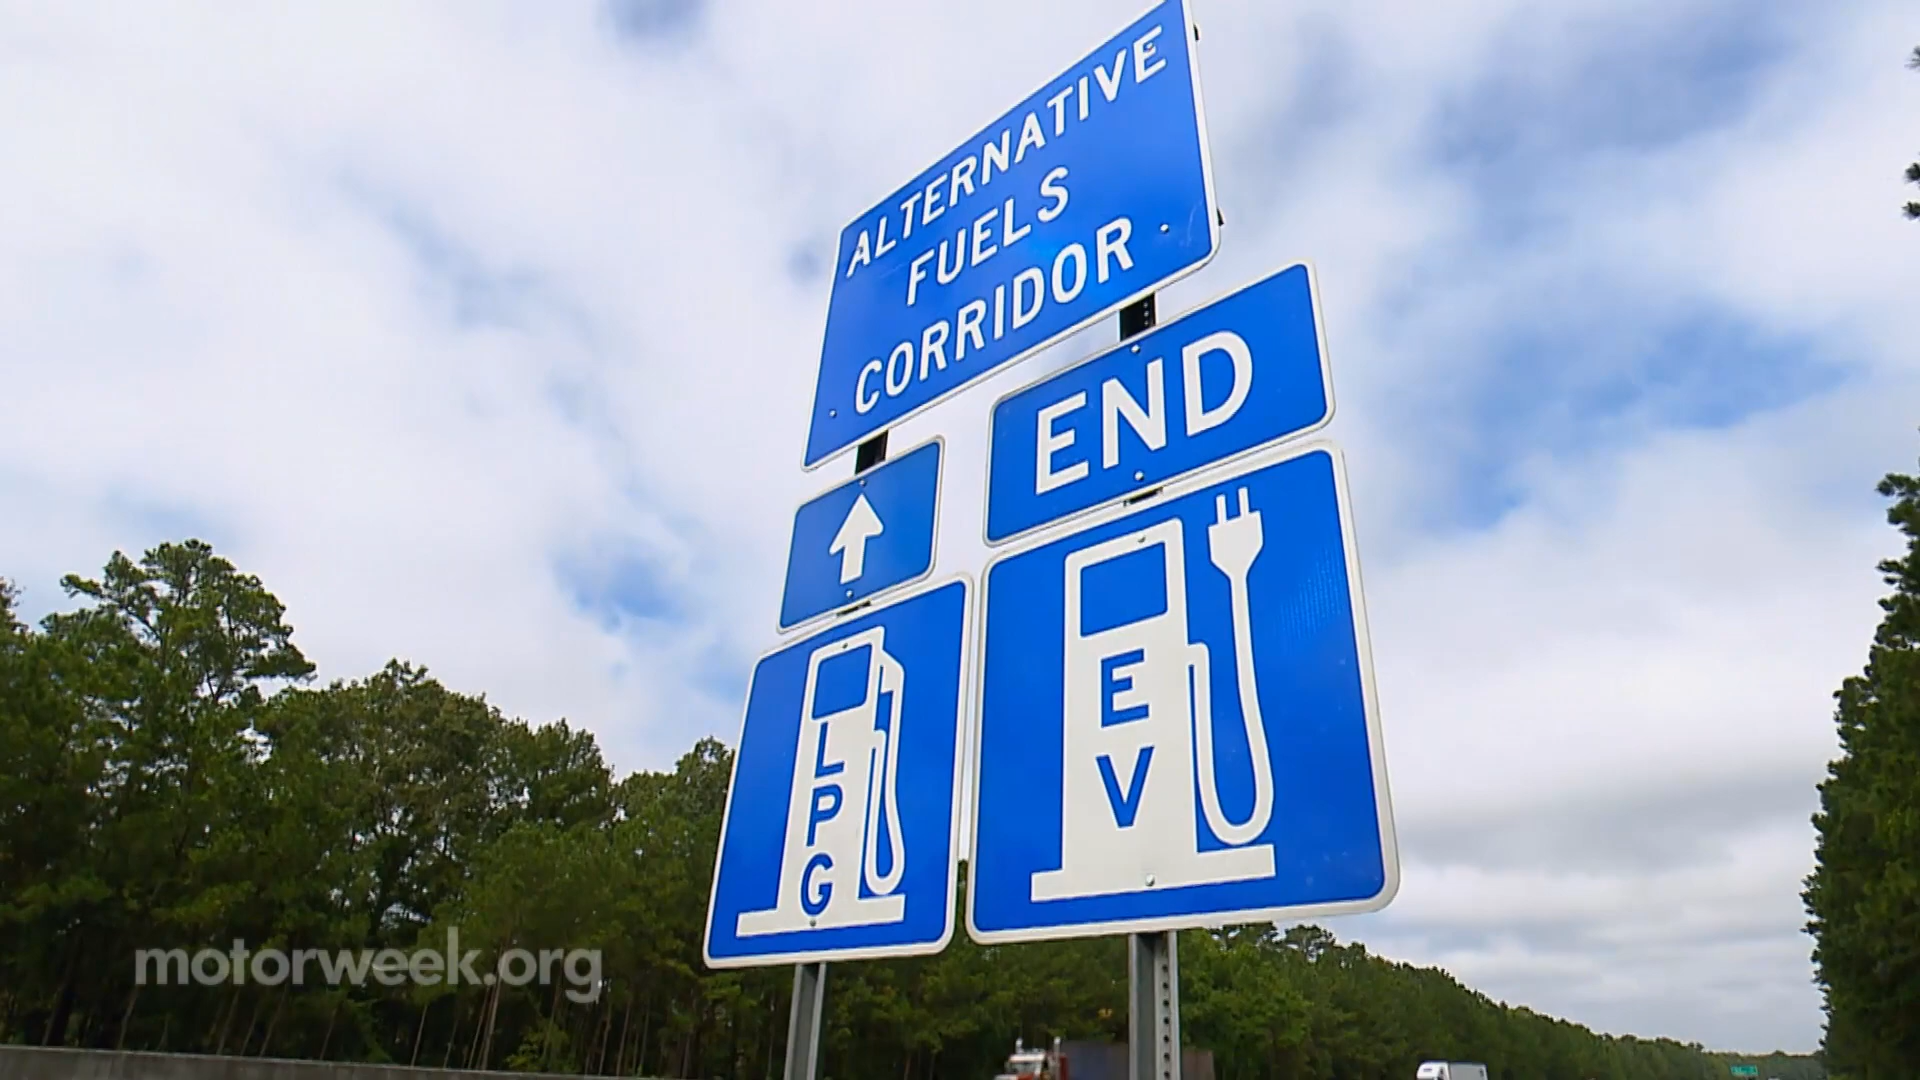 ALTERNATIVE
FUELS
CORRIDOR
END
LPG
EV
motorweek.org